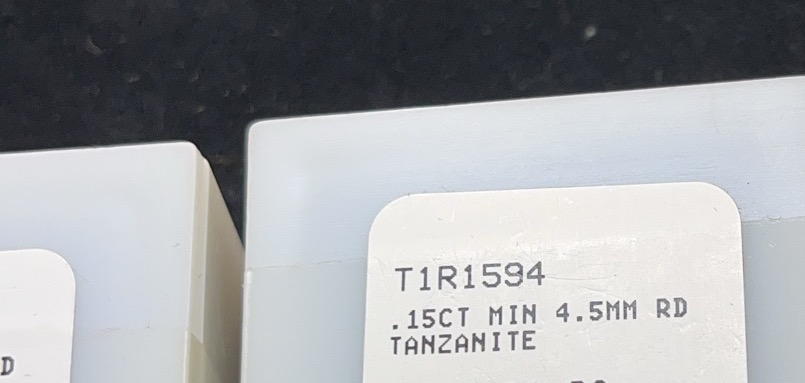 T1R1594
.15CT MIN 4.5MM RD
TANZANITE
D